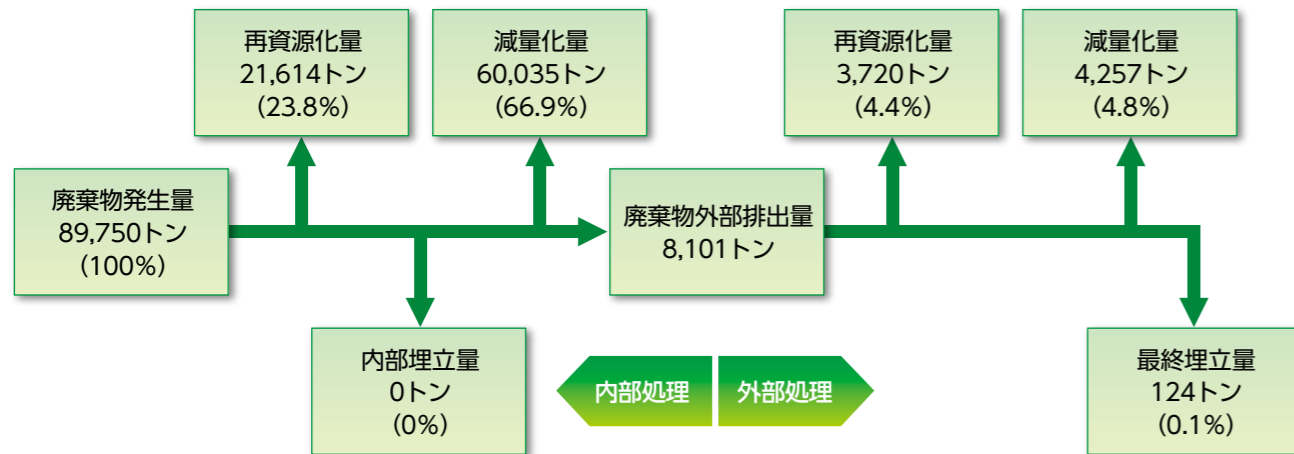 再資源化量
21,614トン
(23.8%)
減量化量
60,035トン
(66.9%)
再資源化量
3,720トン
(4.4%)
減量化量
4,257トン
(4.8%)
廃棄物発生量
89,750トン
(100%)
廃棄物外部排出量
8,101トン
内部埋立量
0トン
(0%)
内部処理
外部処理
最終埋立量
124トン
(0.1%)